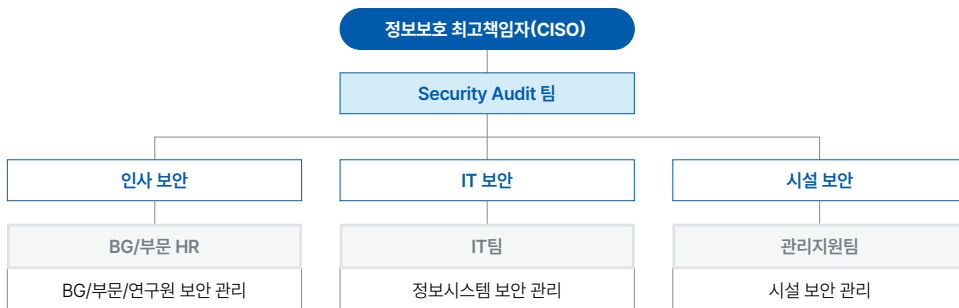 정보보호 최고책임자(CISO)
Security Audit 팀
인사 보안
IT 보안
시설 보안
BG/부문 HR
IT팀
관리지원팀
BG/부문/연구원 보안 관리
정보시스템 보안 관리
시설 보안 관리